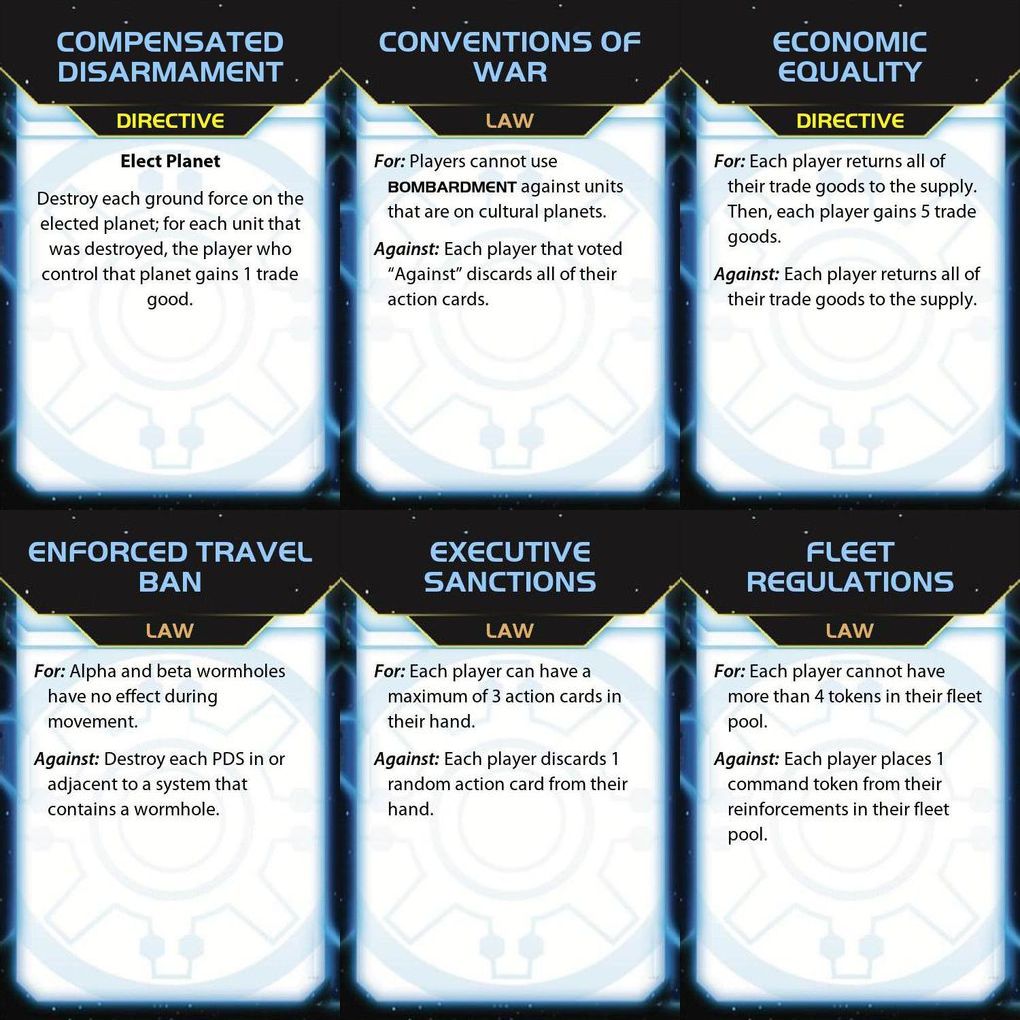 COMPENSATED
DISARMAMENT
DIRECTIVE
Elect Planet
Destroy each ground force on the
elected planet; for each unit that
was destroyed, the player who
control that planet gains 1 trade
good.
CONVENTIONS OF
WAR
LAW
For: Players cannot use
BOMBARDMENT against units
that are on cultural planets.
Against: Each player that voted
“Against” discards all of their
action cards.
ECONOMIC
EQUALITY
DIRECTIVE
For: Each player returns all of
their trade goods to the supply.
Then, each player gains 5 trade
goods.
Against: Each player returns all of
their trade goods to the supply.
ENFORCED TRAVEL
BAN
LAW
For: Alpha and beta wormholes
have no effect during
movement.
Against: Destroy each PDS in or
adjacent to a system that
contains a wormhole.
EXECUTIVE
SANCTIONS
LAW
For: Each player can have a
maximum of 3 action cards in
their hand.
Against: Each player discards 1
random action card from their
hand.
FLEET
REGULATIONS
LAW
For: Each player cannot have
more than 4 tokens in their fleet
pool.
Against: Each player places 1
command token from their
reinforcements in their fleet
pool.